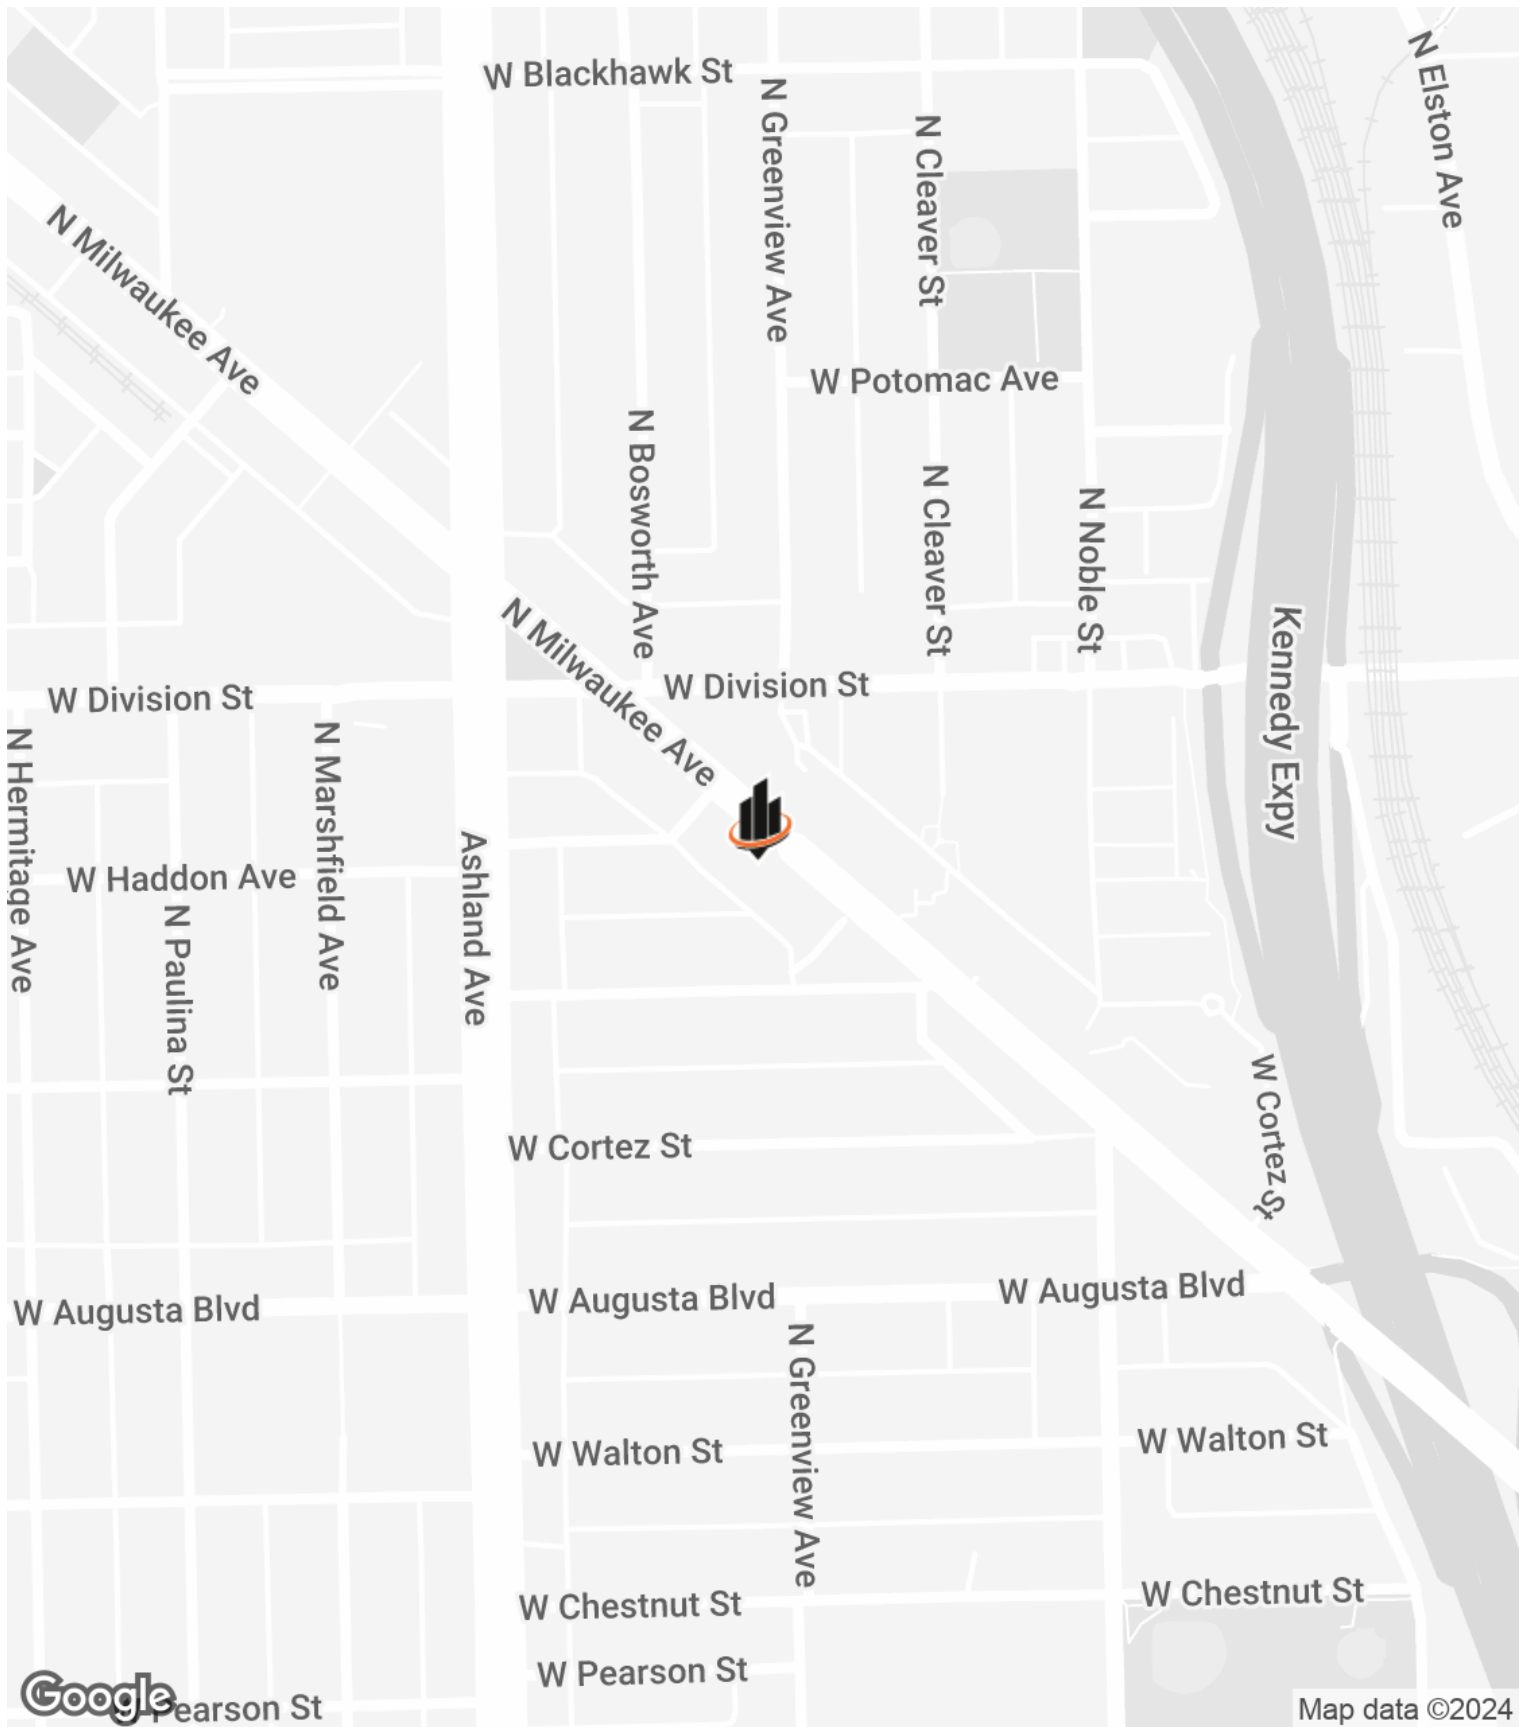 W Blackhawk St
N Elston Ave
N Greenview Ave
N Cleaver St
N Milwaukee Ave
W Potomac Ave
N Bosworth Ave
N Cleaver St
N Noble St
N Milwaukee Ave
Kennedy Expy
W Division St
W Division St
N Hermitage Ave
N Marshfield Ave
Ashland Ave
W Haddon Ave
N Paulina St
W Cortez St
W Cortez St
W Augusta Blvd
W Augusta Blvd
W Augusta Blvd
N Greenview Ave
W Walton St
W Walton St
W Chestnut St
W Chestnut St
W Pearson St
Google
W Pearson St
Map data ©2024